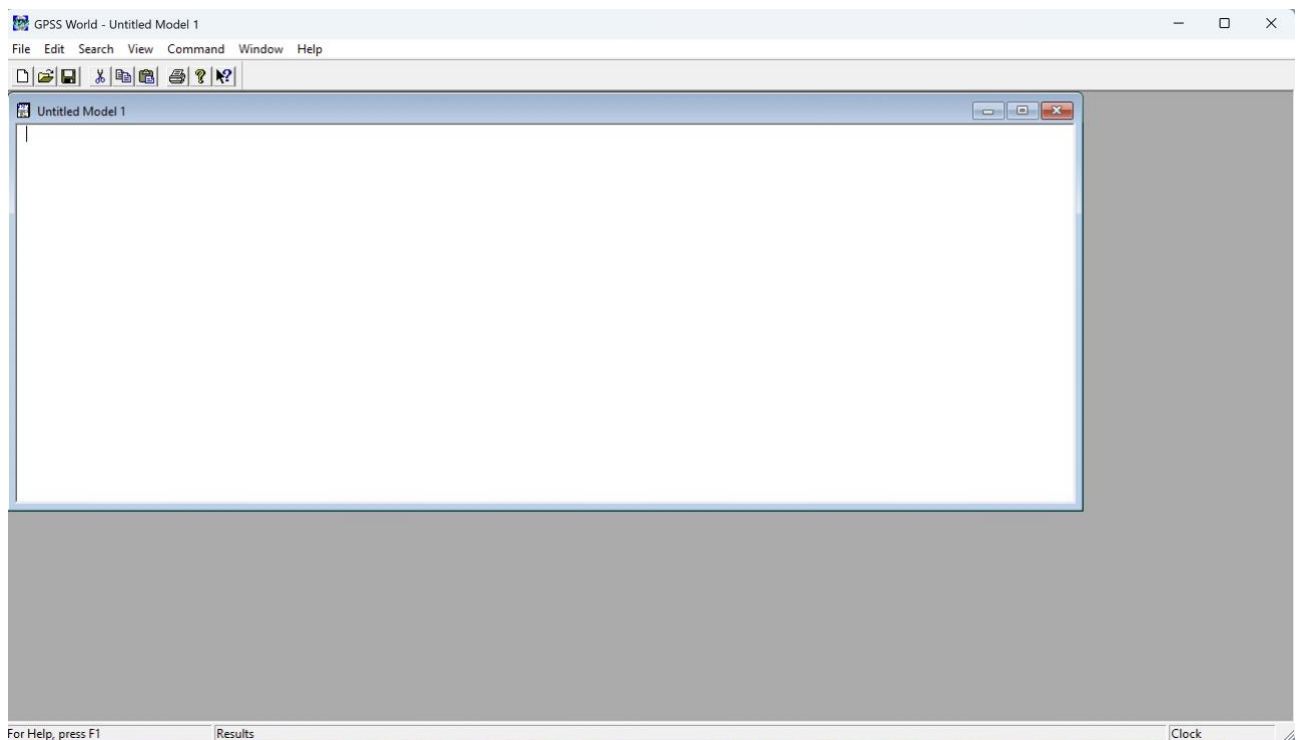 GPSS World - Untitled Model 1
File Edit Search View Command Window Help
Untitled Model 1
For Help, press F1 Results Clock